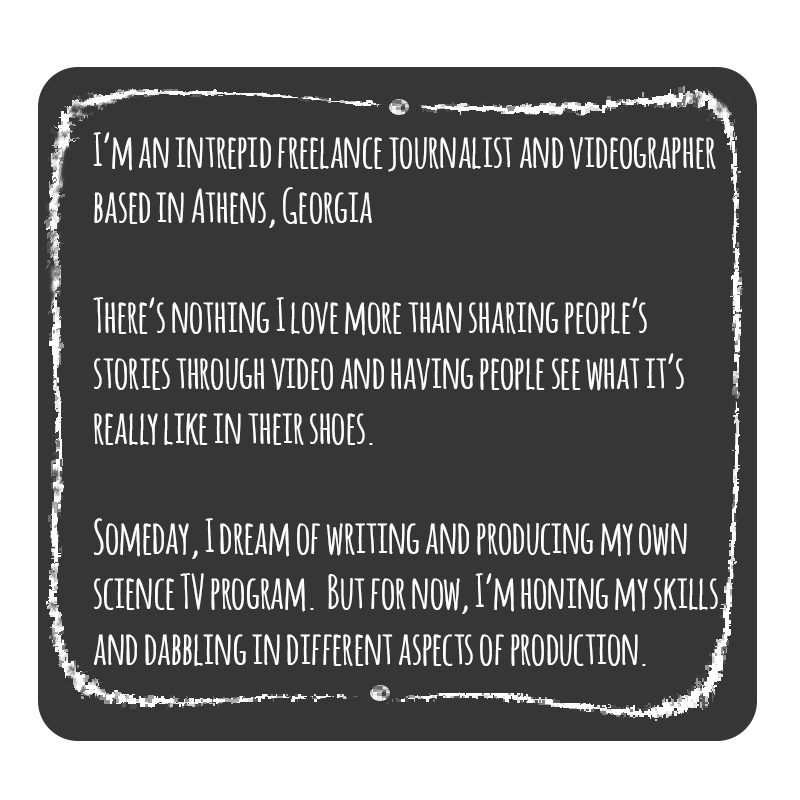 I'm an intrepid freelance journalist and videographer
based in Athens, Georgia
There's nothing I love more than sharing people's
stories through video and having people see what it's
really like in their shoes.
Someday, I dream of writing and producing my own
science TV program.  But for now, I'm honing my skills
and dabbling in different aspects of production.